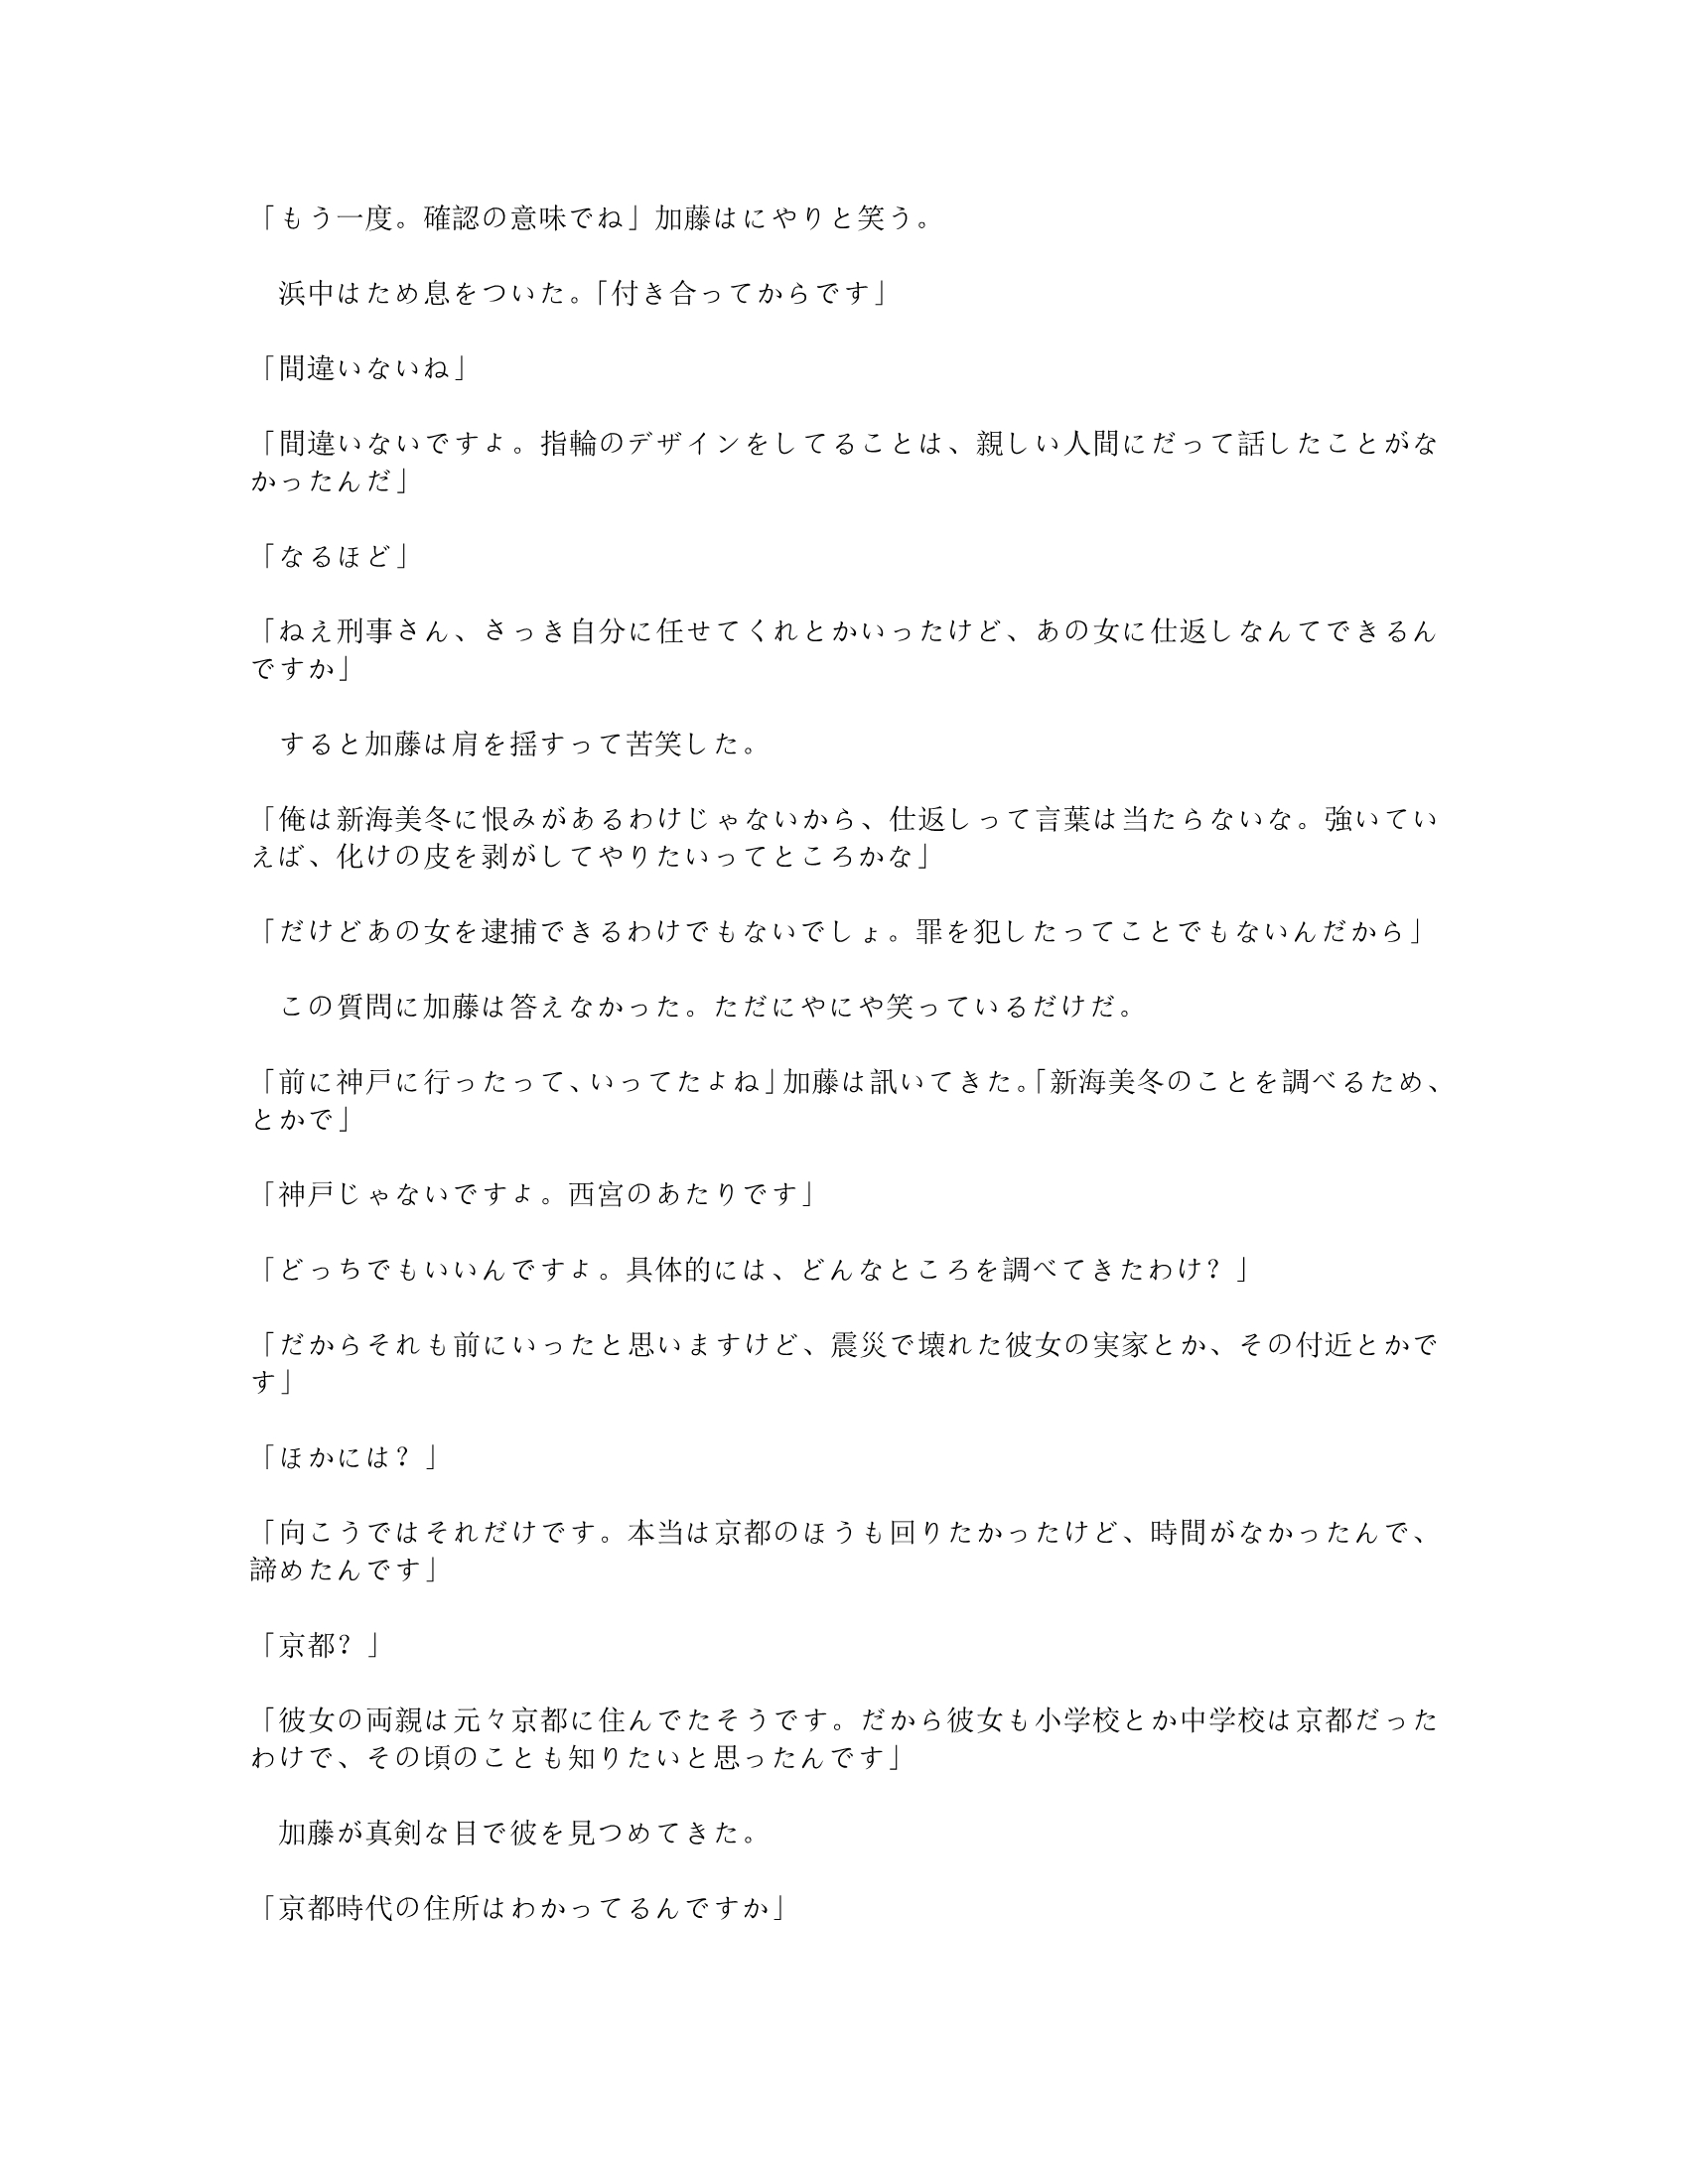 「もう一度。確認の意味でね」加藤はにやりと笑う。
　浜中はため息をついた。「付き合ってからです」
「間違いないね」
「間違いないですよ。指輪のデザインをしてることは、親しい人間にだって話したことがな
かったんだ」
「なるほど」
「ねえ刑事さん、さっき自分に任せてくれとかいったけど、あの女に仕返しなんてできるん
ですか」
　すると加藤は肩を揺すって苦笑した。
「俺は新海美冬に恨みがあるわけじゃないから、仕返しって言葉は当たらないな。強いてい
えば、化けの皮を剥がしてやりたいってところかな」
「だけどあの女を逮捕できるわけでもないでしょ。罪を犯したってことでもないんだから」
　この質問に加藤は答えなかった。ただにやにや笑っているだけだ。
「前に神戸に行ったって、いってたよね」加藤は訊いてきた。「新海美冬のことを調べるため、
とかで」
「神戸じゃないですよ。西宮のあたりです」
「どっちでもいいんですよ。具体的には、どんなところを調べてきたわけ？」
「だからそれも前にいったと思いますけど、震災で壊れた彼女の実家とか、その付近とかで
す」
「ほかには？」
「向こうではそれだけです。本当は京都のほうも回りたかったけど、時間がなかったんで、
諦めたんです」
「京都？」
「彼女の両親は元々京都に住んでたそうです。だから彼女も小学校とか中学校は京都だった
わけで、その頃のことも知りたいと思ったんです」
　加藤が真剣な目で彼を見つめてきた。
「京都時代の住所はわかってるんですか」